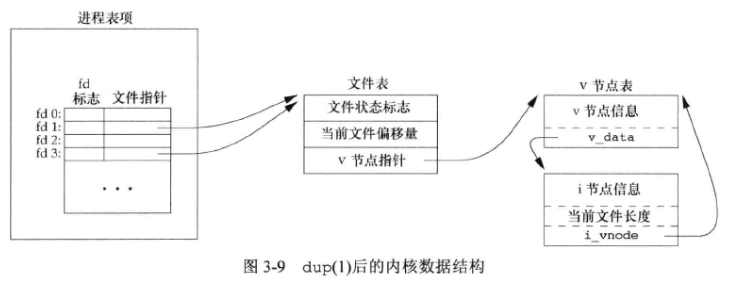 进程表项
fd
标志 文件指针
fd 0:
fd 1:
fd 2:
fd 3:
...
文件表
文件状态标志
当前文件偏移量
v 节点指针
v 节点表
v 节点信息
v_data
i 节点信息
当前文件长度
i_vnode
图 3-9 dup(1)后的内核数据结构